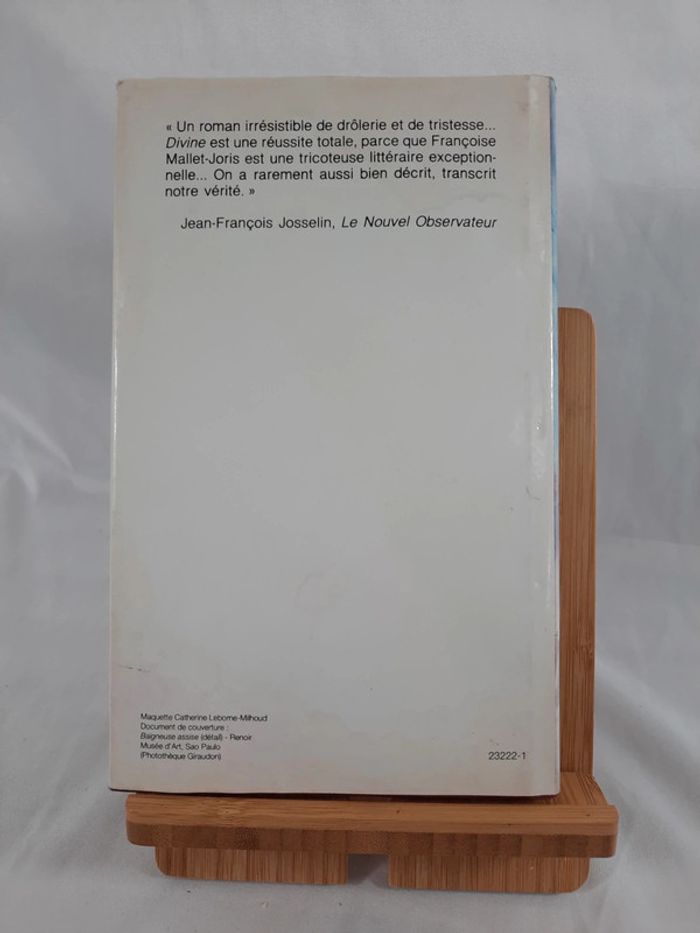 « Un roman irrésistible de drôlerie et de tristesse...
Divine est une réussite totale, parce que Françoise
Mallet-Joris est une tricoteuse littéraire exception-
nelle... On a rarement aussi bien décrit, transcrit
notre vérité. »
Jean-François Josselin, Le Nouvel Observateur
Maquette Catherine Leborne-Milhoud
Document de couverture :
Baigneuse assise (détail) - Renoir
Musée d'Art, Sao Paulo
(Photothèque Giraudon)
23222-1